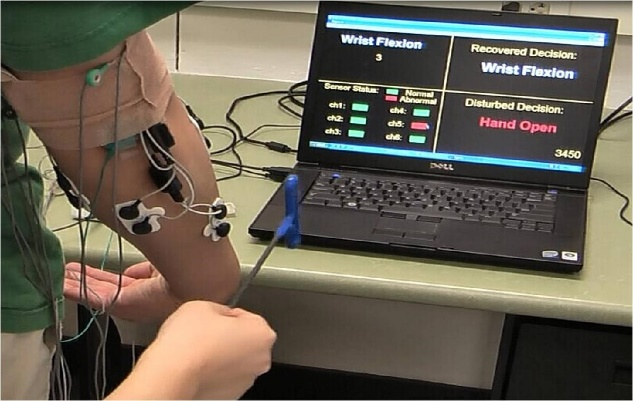 Wrist Flexion
3
Sensor Status:
Normal
Abnormal
ch1:
ch4:
ch2:
ch5:
ch3:
ch6:
Recovered Decision:
Wrist Flexion
Disturbed Decision:
Hand Open
3450
DELL